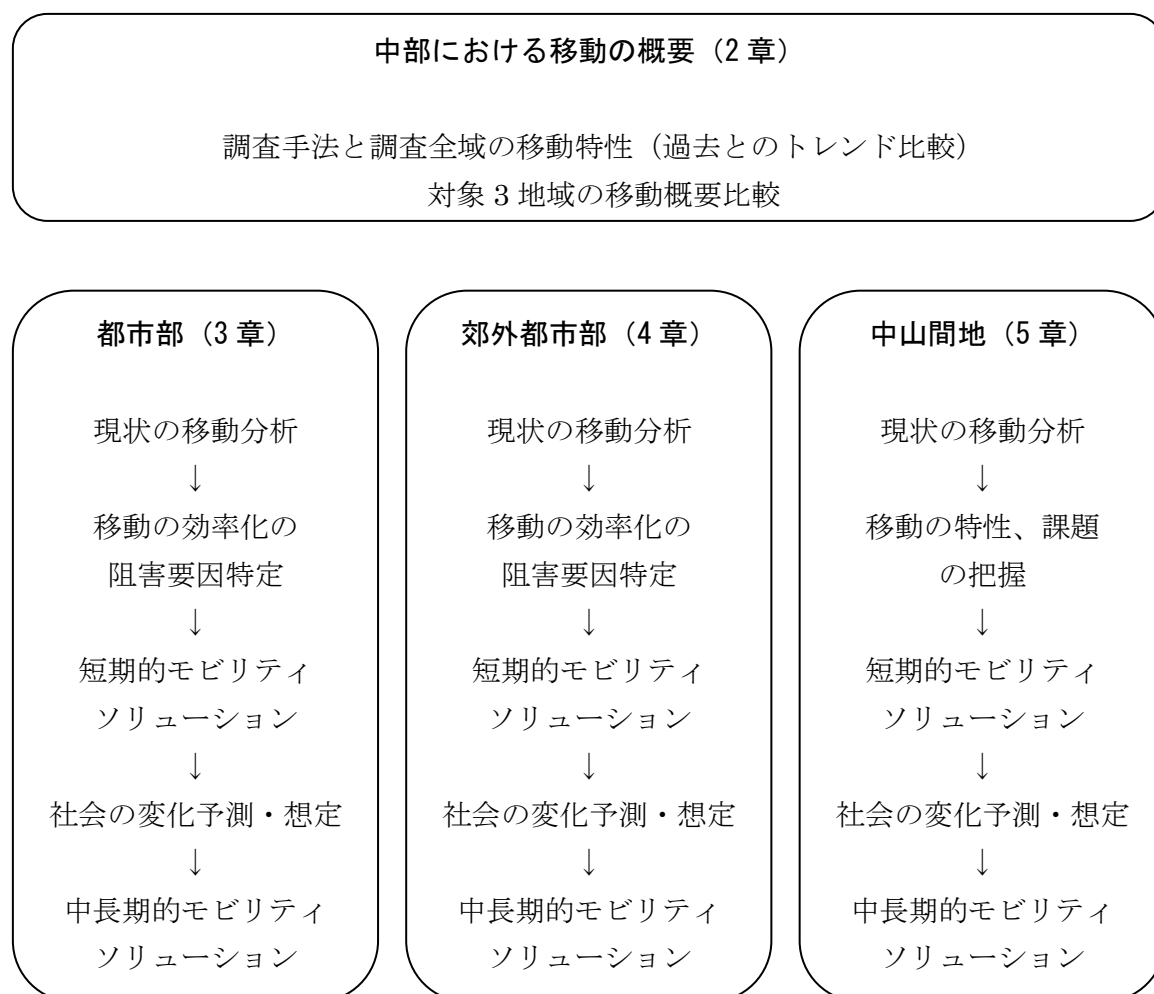 中部における移動の概要（2 章）
調査手法と調査全域の移動特性（過去とのトレンド比較）
対象 3 地域の移動概要比較
都市部（3 章）
現状の移動分析
↓
移動の効率化の
阻害要因特定
↓
短期的モビリティ
ソリューション
↓
社会の変化予測・想定
↓
中長期的モビリティ
ソリューション
郊外都市部（4 章）
現状の移動分析
↓
移動の効率化の
阻害要因特定
↓
短期的モビリティ
ソリューション
↓
社会の変化予測・想定
↓
中長期的モビリティ
ソリューション
中山間地（5 章）
現状の移動分析
↓
移動の特性、課題
の把握
↓
短期的モビリティ
ソリューション
↓
社会の変化予測・想定
↓
中長期的モビリティ
ソリューション